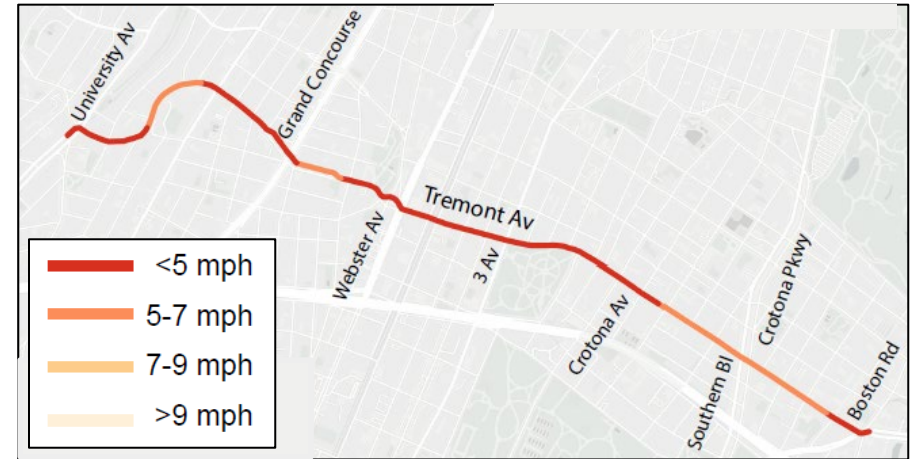 University Av
Grand Concourse
Webster Av
Tremont Av
3 Av
Crotona Av
Southern Bl
Crotona Pkwy
Boston Rd
<5 mph
5-7 mph
7-9 mph
>9 mph